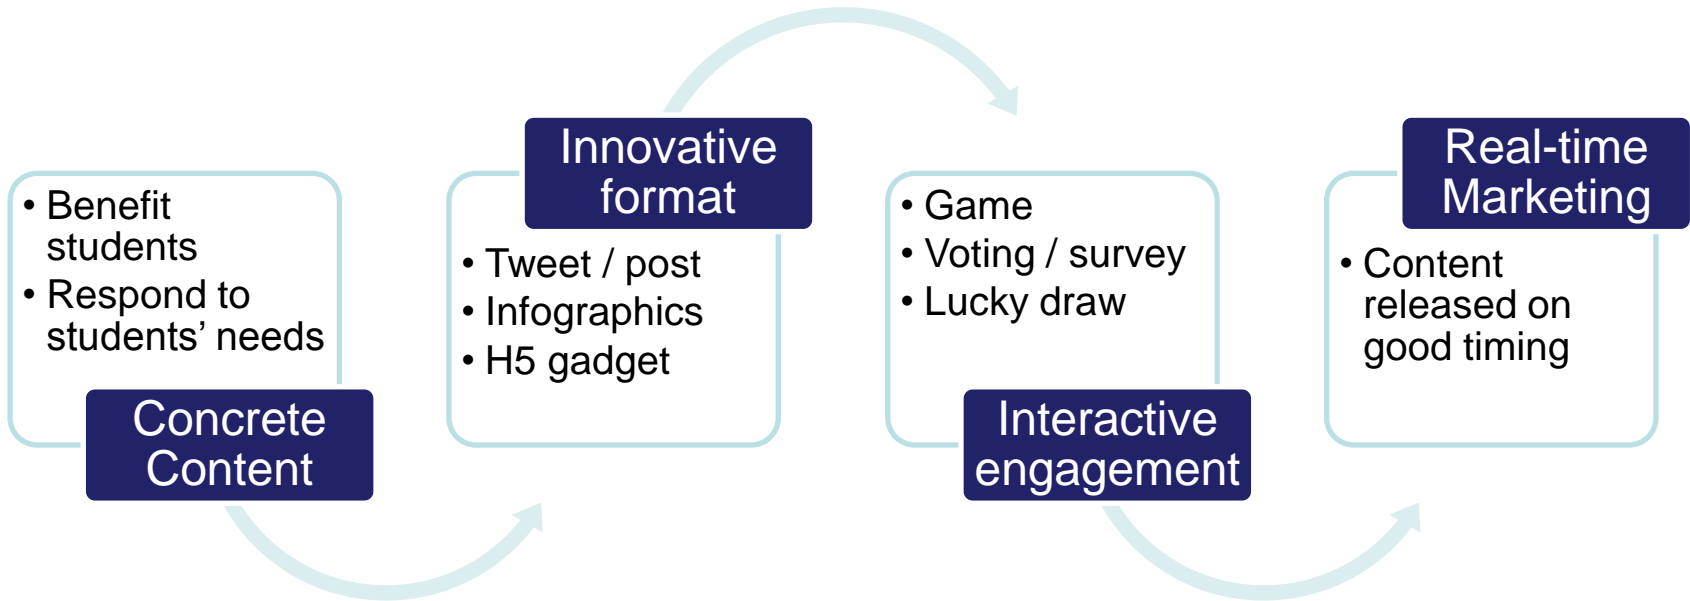 • Benefit
students
• Respond to
students’ needs
Concrete
Content
Innovative
format
• Tweet / post
• Infographics
• H5 gadget
• Game
• Voting / survey
• Lucky draw
Interactive
engagement
Real-time
Marketing
• Content
released on
good timing